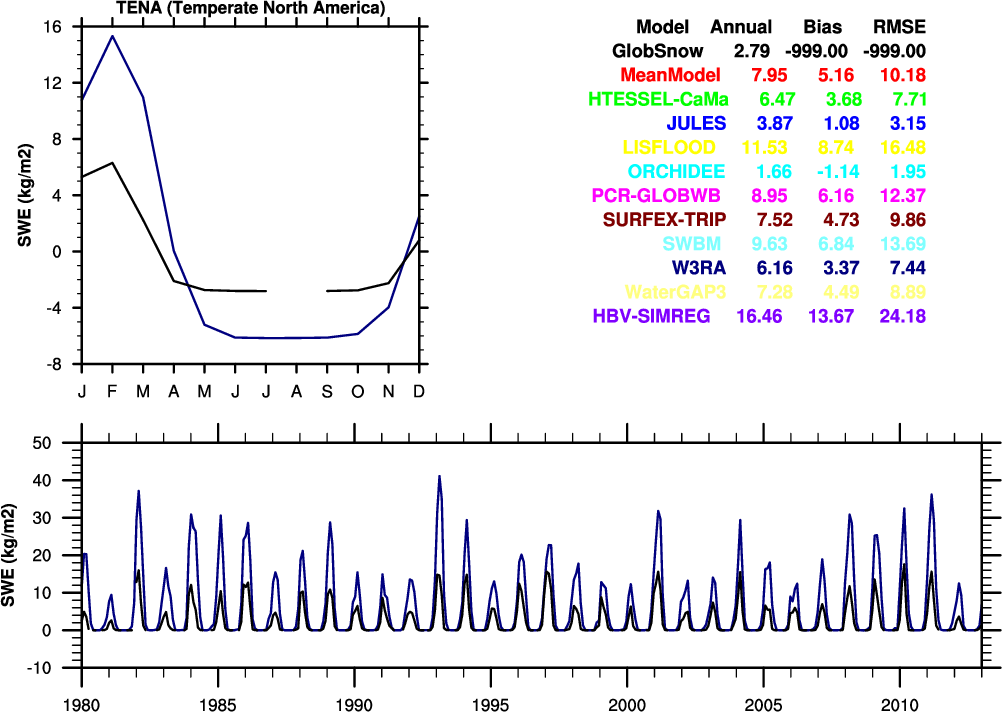 TENA (Temperate North America)
16
12
8
4
0
-4
-8
SWE (kg/m2)
J F M A M J J A S O N D
Model Annual Bias RMSE
GlobSnow 2.79 -999.00 -999.00
MeanModel 7.95 5.16 10.18
HTESSEL-CaMa 6.47 3.68 7.71
JULES 3.87 1.08 3.15
LISFLOOD 11.53 8.74 16.48
ORCHIDEE 1.66 -1.14 1.95
PCR-GLOBWB 8.95 6.16 12.37
SURFEX-TRIP 7.52 4.73 9.86
SWBM 9.63 6.84 13.69
W3RA 6.16 3.37 7.44
WaterGAP3 7.28 4.49 8.89
HBV-SIMREG 16.46 13.67 24.18
50
40
30
20
10
0
-10
SWE (kg/m2)
1980 1985 1990 1995 2000 2005 2010